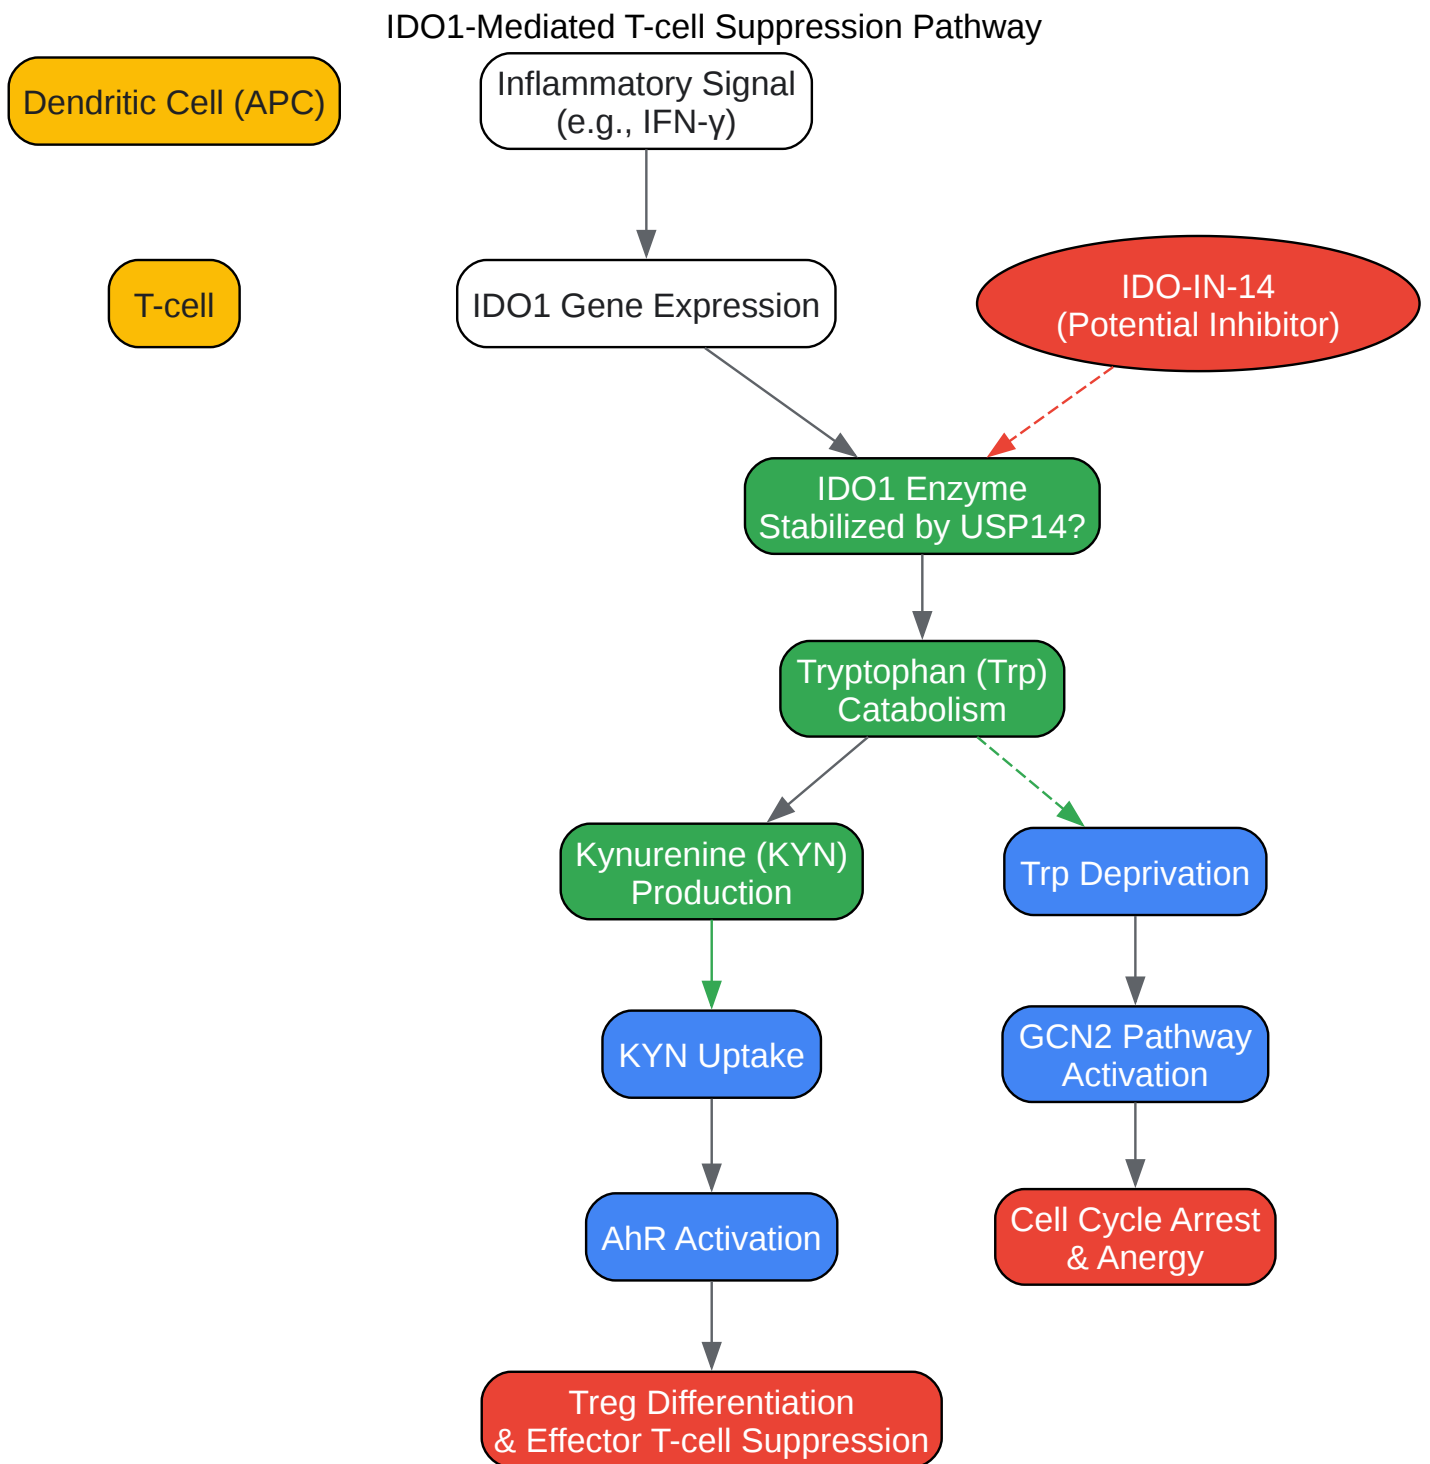 IDO1-Mediated T-cell Suppression Pathway
Dendritic Cell (APC)
Inflammatory Signal
(e.g., IFN-γ)
T-cell
IDO1 Gene Expression
IDO-IN-14
(Potential Inhibitor)
IDO1 Enzyme
Stabilized by USP14?
Tryptophan (Trp)
Catabolism
Kynurenine (KYN)
Production
Trp Deprivation
KYN Uptake
GCN2 Pathway
Activation
AhR Activation
Cell Cycle Arrest
& Anergy
Treg Differentiation
& Effector T-cell Suppression